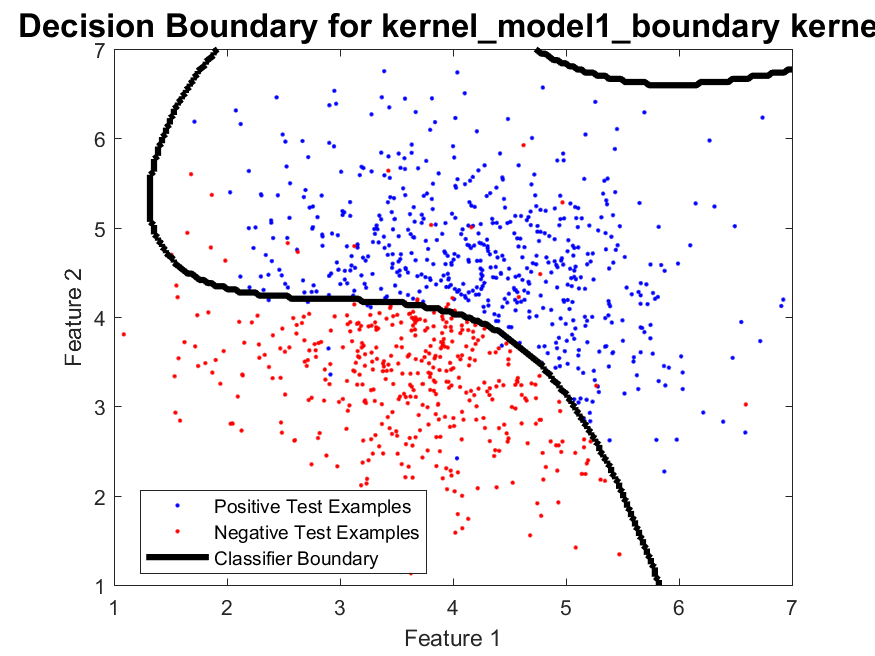 Decision Boundary for kernel_model1_boundary kerne
7
6
5
4
3
2
1
Feature 2
Positive Test Examples
Negative Test Examples
Classifier Boundary
1 2 3 4 5 6 7
Feature 1